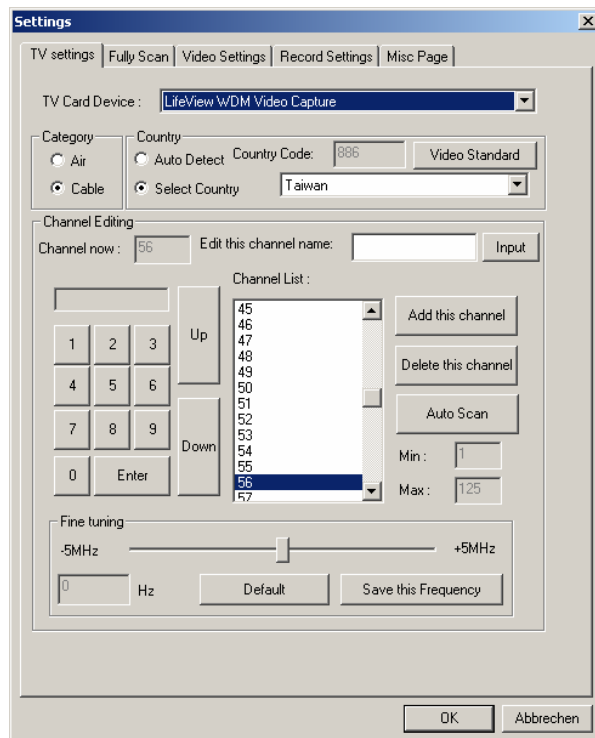 Settings
TV settings Fully Scan Video Settings Record Settings Misc Page
TV Card Device : LifeView WDM Video Capture
Category
Air
Cable
Country
Auto Detect Country Code: 886 Video Standard
Select Country Taiwan
Channel Editing
Channel now : 56 Edit this channel name: Input
Channel List :
1 2 3
4 5 6
7 8 9
0 Enter
Up
Down
45
46
47
48
49
50
51
52
53
54
55
56
57
Add this channel
Delete this channel
Auto Scan
Min : 1
Max : 125
Fine tuning
-5MHz +5MHz
0 Hz Default Save this Frequency
OK Abbrechen